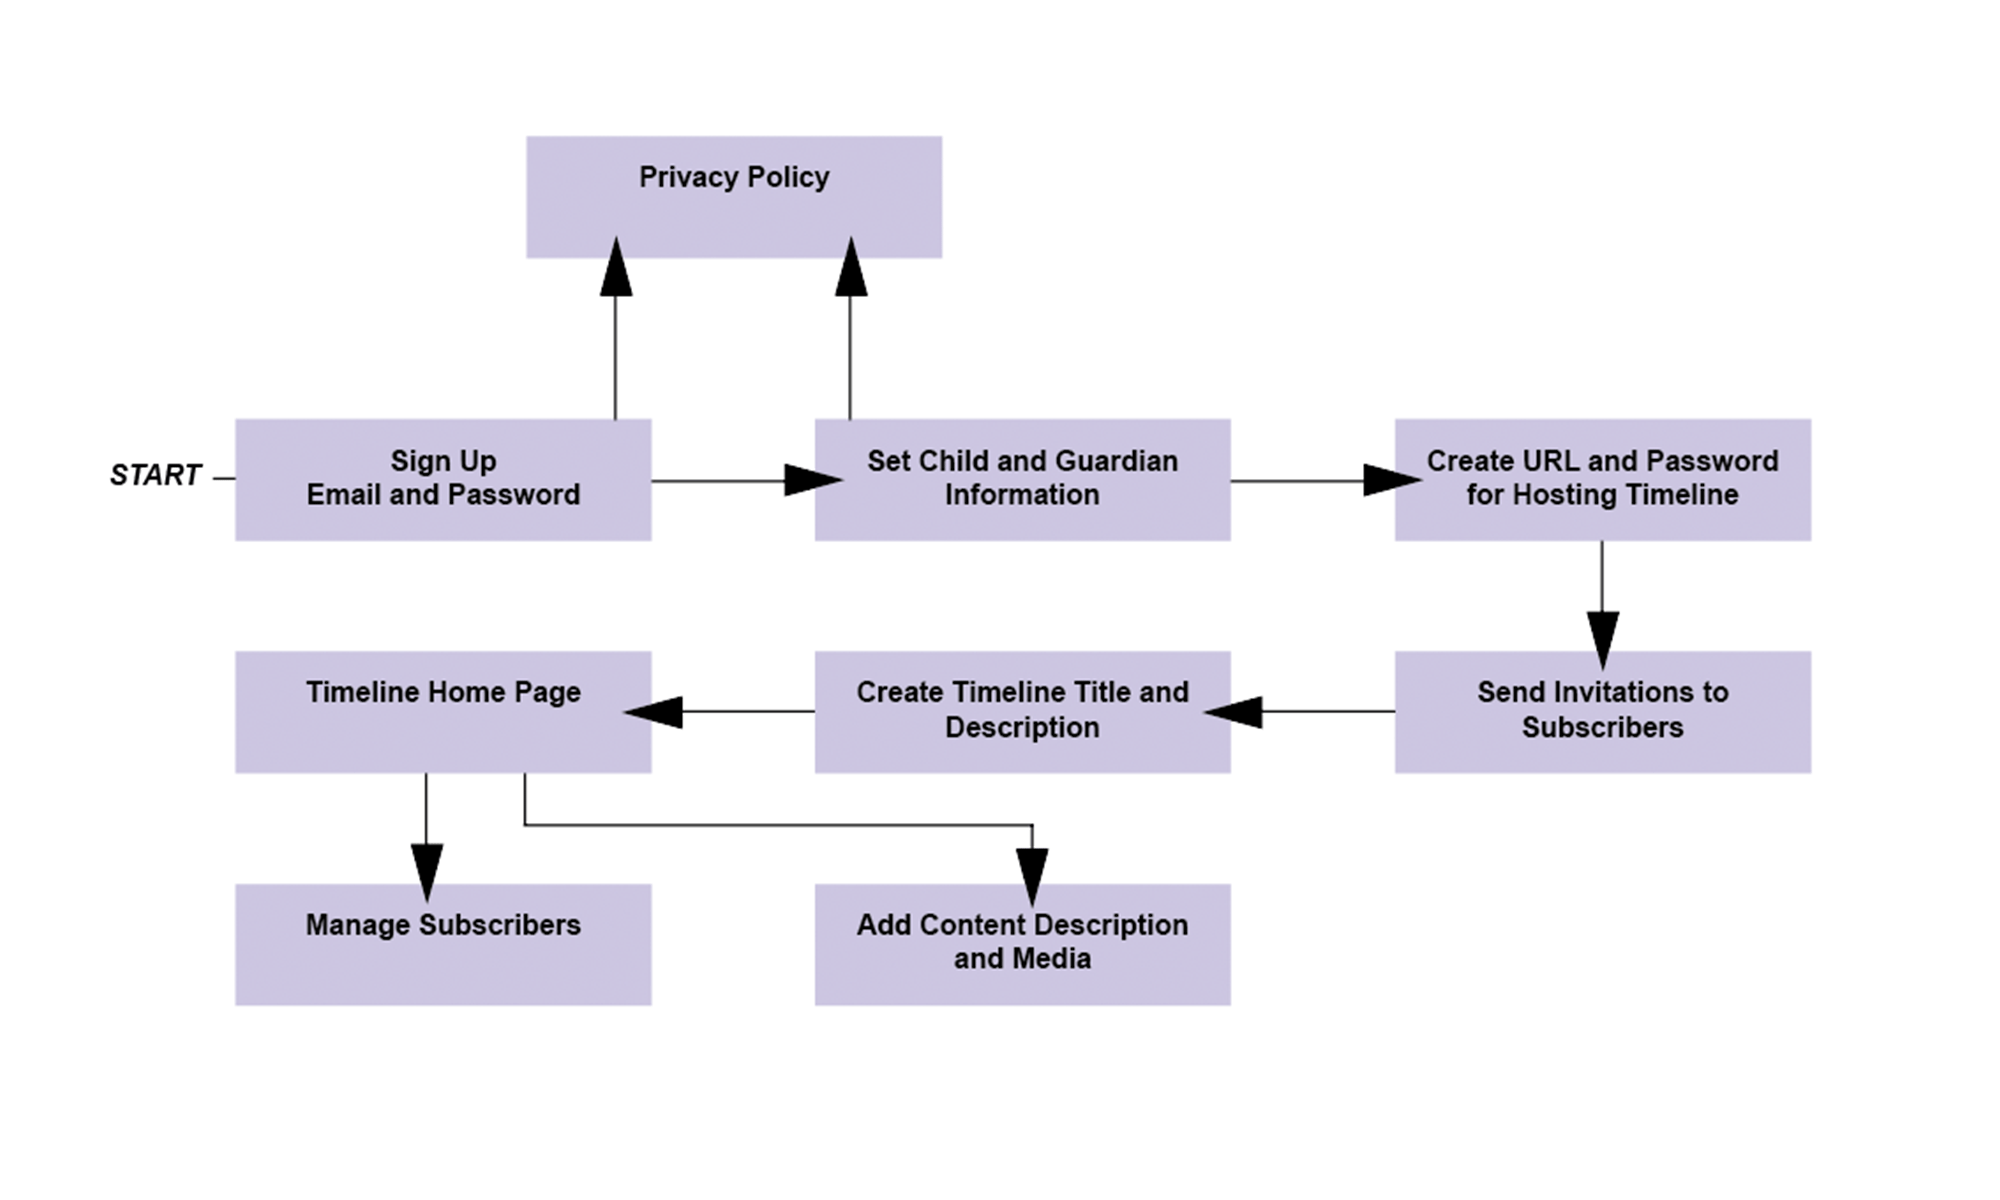 Privacy Policy
START
Sign Up
Email and Password
Set Child and Guardian
Information
Create URL and Password
for Hosting Timeline
Timeline Home Page
Create Timeline Title and
Description
Send Invitations to
Subscribers
Manage Subscribers
Add Content Description
and Media